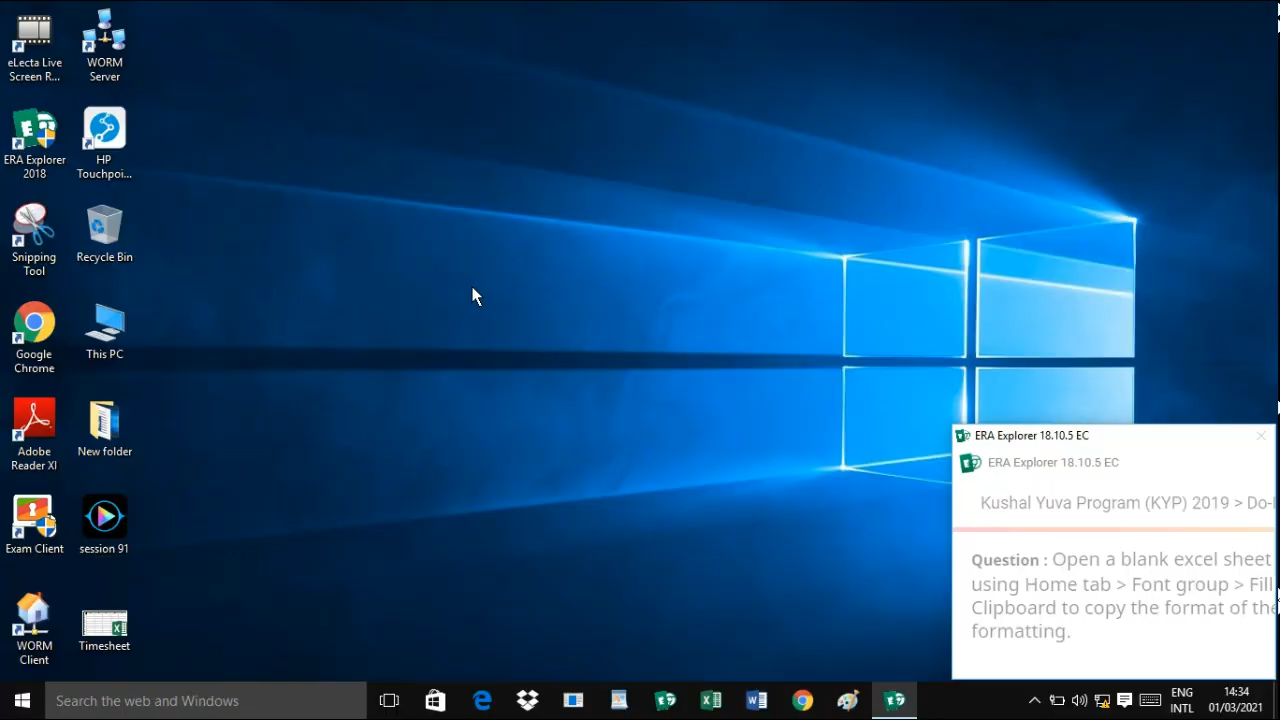 eLecta Live
Screen R...
WORM
Server
ERA Explorer
2018
HP
Touchpoi...
Snipping
Tool
Recycle Bin
Google
Chrome
This PC
Adobe
Reader XI
New folder
Exam Client
session 91
WORM
Client
Timesheet
ERA Explorer 18.10.5 EC
ERA Explorer 18.10.5 EC
Kushal Yuva Program (KYP) 2019 > Do-
Question : Open a blank excel sheet
using Home tab > Font group > Fill
Clipboard to copy the format of the
formatting.
Search the web and Windows
ENG
INTL
14:34
01/03/2021